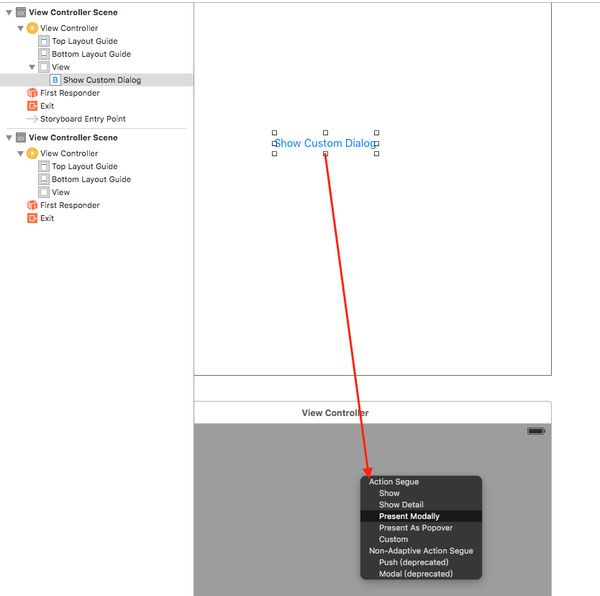 View Controller Scene
View Controller
Top Layout Guide
Bottom Layout Guide
View
B Show Custom Dialog
First Responder
Exit
Storyboard Entry Point
View Controller Scene
View Controller
Top Layout Guide
Bottom Layout Guide
View
First Responder
Exit
Show Custom Dialog
View Controller
Action Segue
Show
Show Detail
Present Modally
Present As Popover
Custom
Non-Adaptive Action Segue
Push (deprecated)
Modal (deprecated)